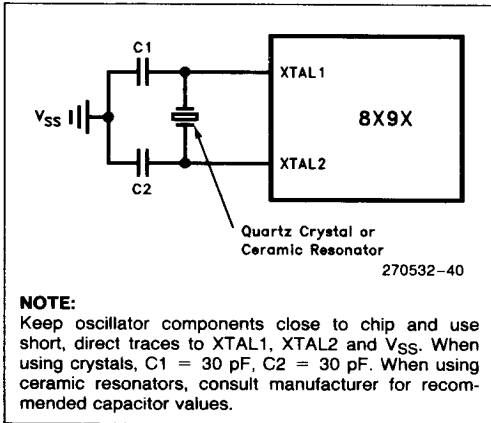 C1
XTAL1
8X9X
VSS
XTAL2
C2
Quartz Crystal or
Ceramic Resonator
270532-40
NOTE:
Keep oscillator components close to chip and use
short, direct traces to XTAL1, XTAL2 and VSS. When
using crystals, C1 = 30 pF, C2 = 30 pF. When using
ceramic resonators, consult manufacturer for recom-
mended capacitor values.